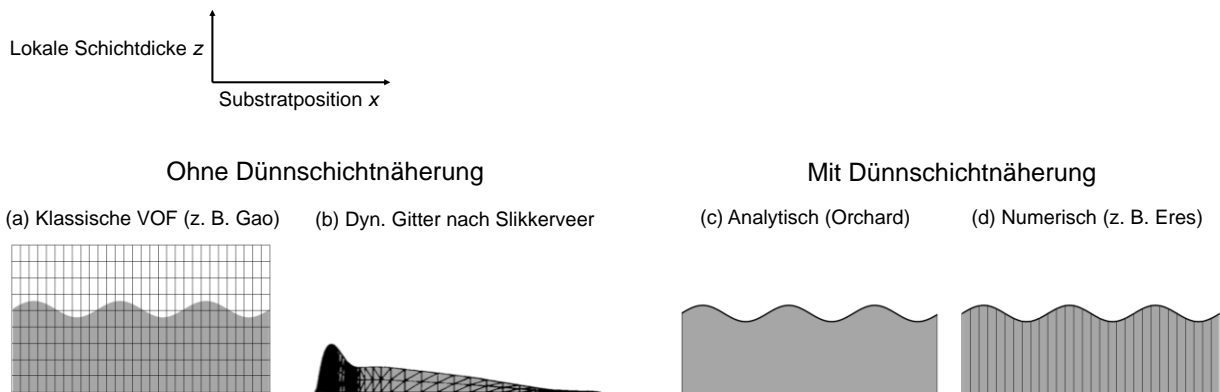 Lokale Schichtdicke z
Substratposition x
Ohne Dünnschichtnäherung
Mit Dünnschichtnäherung
(a) Klassische VOF (z. B. Gao)
(b) Dyn. Gitter nach Slikkerveer
(c) Analytisch (Orchard)
(d) Numerisch (z. B. Eres)